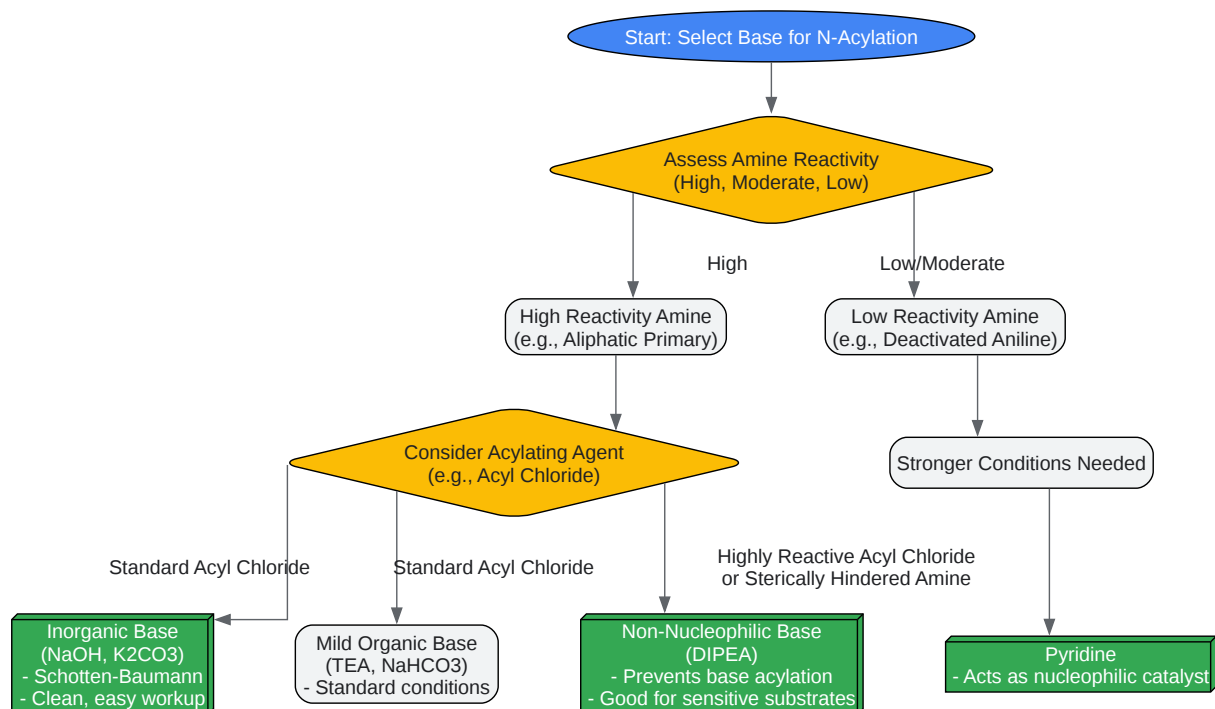 Start: Select Base for N-Acylation
Assess Amine Reactivity
(High, Moderate, Low)
High
Low/Moderate
High Reactivity Amine
(e.g., Aliphatic Primary)
Low Reactivity Amine
(e.g., Deactivated Aniline)
Consider Acylating Agent
(e.g., Acyl Chloride)
Stronger Conditions Needed
Standard Acyl Chloride
Standard Acyl Chloride
Highly Reactive Acyl Chloride
or Sterically Hindered Amine
Inorganic Base
(NaOH, K2CO3)
- Schotten-Baumann
- Clean, easy workup
Mild Organic Base
(TEA, NaHCO3)
- Standard conditions
Non-Nucleophilic Base
(DIPEA)
- Prevents base acylation
- Good for sensitive substrates
Pyridine
- Acts as nucleophilic catalyst